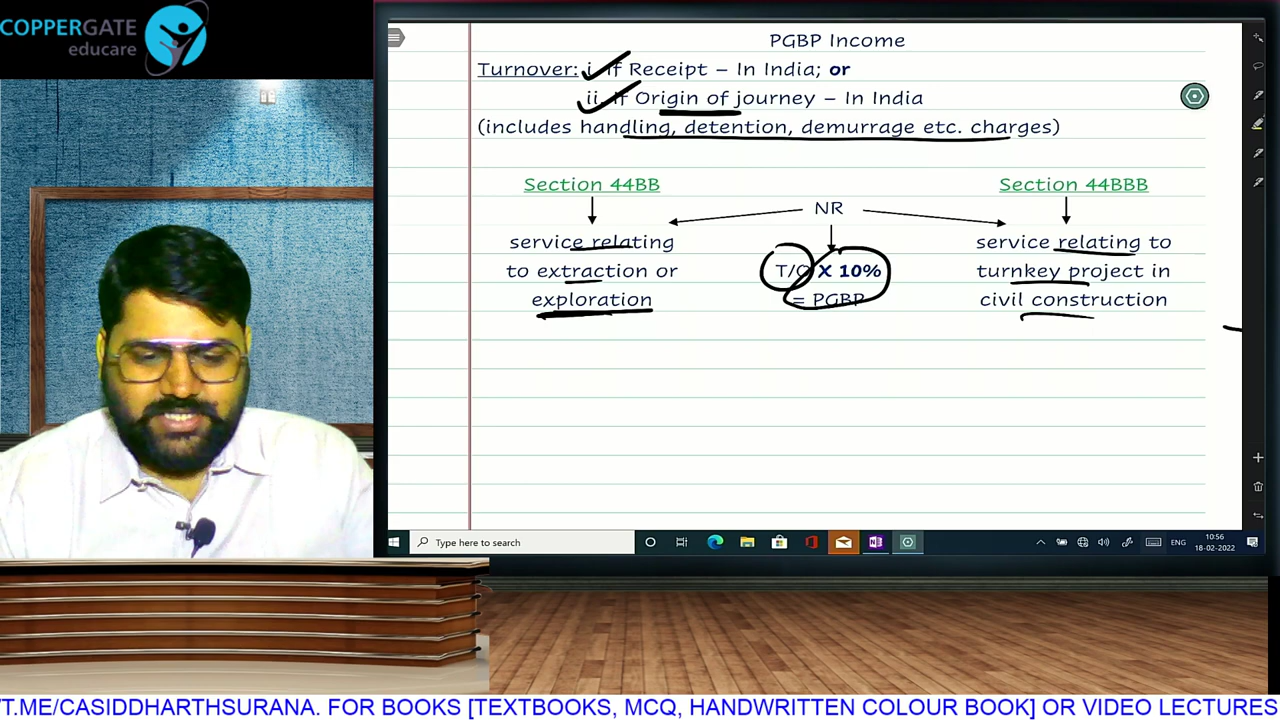 COPPERGATE
educare
PGBP Income
Turnover: i. If Receipt – In India; or
ii. If Origin of journey – In India
(includes handling, detention, demurrage etc. charges)
Section 44BB
Section 44BBB
NR
service relating
to extraction or
exploration
T/O X 10%
= PGBP
service relating to
turnkey project in
civil construction
Type here to search
ENG
10:56
18-02-2022
T.ME/CASIDDHARTHSURANA. FOR BOOKS [TEXTBOOKS, MCQ, HANDWRITTEN COLOUR BOOK] OR VIDEO LECTURES